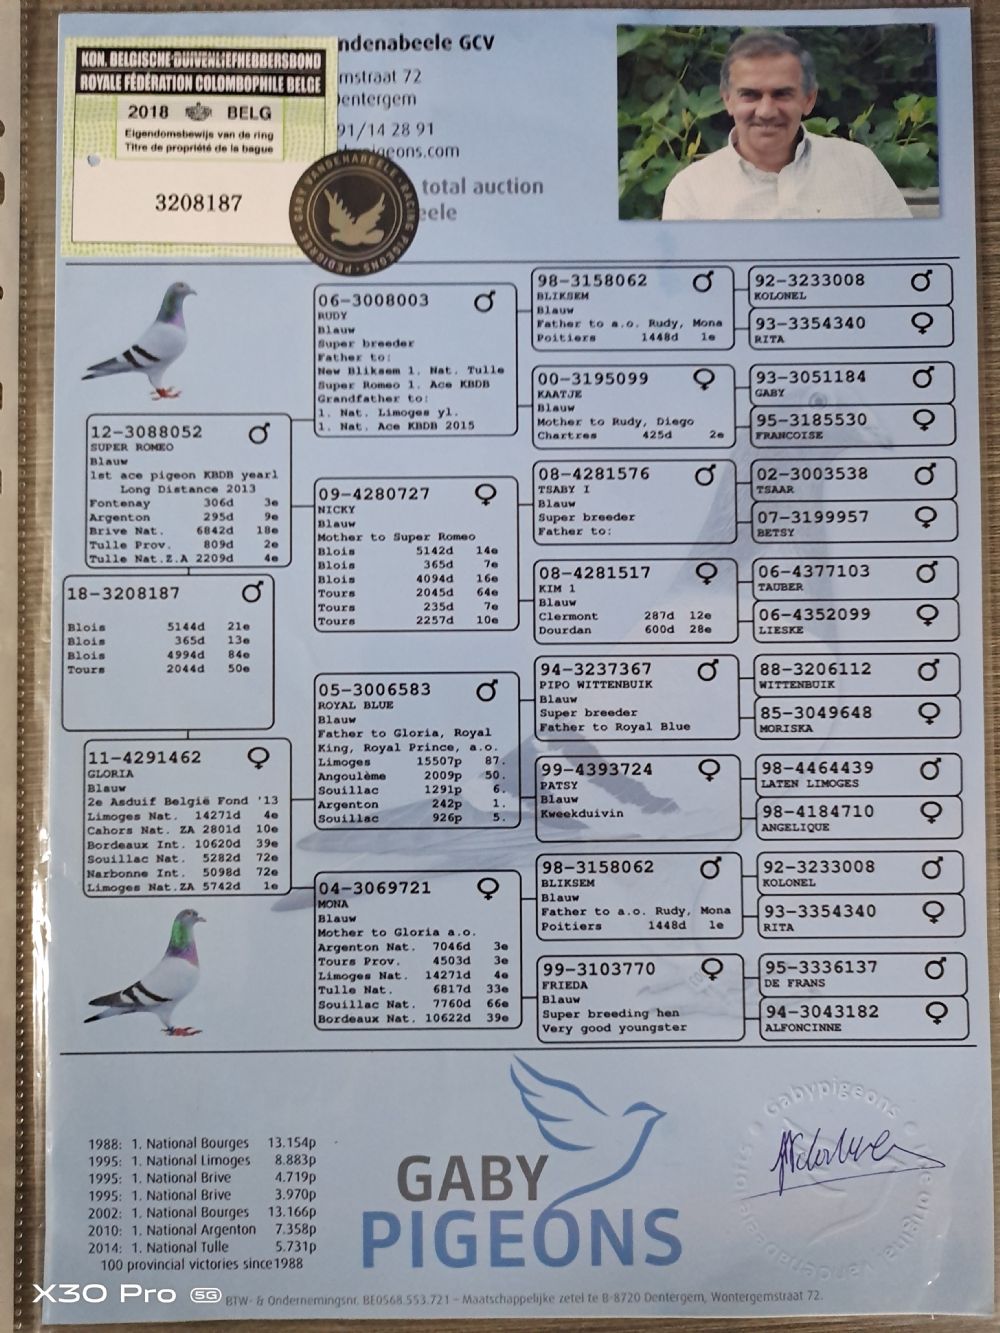 KON. BELGISCHE DUIVENLIEFHEBBERSBOND
ROYALE FÉDÉRATION COLOMBOPHILE BELGE
2018 BELG
Eigendomsbewijs van de ring
Titre de propriété de la bague
3208187
GABY VANDENABEELE · RACING PIGEONS · PEDIGREE
ndenabeele GCV
mstraat 72
Dentergem
91/14 28 91
pigeons.com
total auction
eele
12-3088052 ♂
SUPER ROMEO
Blauw
1st ace pigeon KBDB yearl
Long Distance 2013
Fontenay 306d 3e
Argenton 295d 9e
Brive Nat. 6842d 18e
Tulle Prov. 809d 2e
Tulle Nat.Z.A 2209d 4e
18-3208187 ♂
Blois 5144d 21e
Blois 365d 13e
Blois 4994d 84e
Tours 2044d 50e
11-4291462 ♀
GLORIA
Blauw
2e Asduif België Fond '13
Limoges Nat. 14271d 4e
Cahors Nat. ZA 2801d 10e
Bordeaux Int. 10620d 39e
Souillac Nat. 5282d 72e
Narbonne Int. 5098d 72e
Limoges Nat.ZA 5742d 1e
06-3008003 ♂
RUDY
Blauw
Super breeder
Father to:
New Bliksem 1. Nat. Tulle
Super Romeo 1. Ace KBDB
Grandfather to:
1. Nat. Limoges yl.
1. Nat. Ace KBDB 2015
09-4280727 ♀
NICKY
Blauw
Mother to Super Romeo
Blois 5142d 14e
Blois 365d 7e
Blois 4094d 16e
Tours 2045d 64e
Tours 235d 7e
Tours 2257d 10e
05-3006583 ♂
ROYAL BLUE
Blauw
Father to Gloria, Royal
King, Royal Prince, a.o.
Limoges 15507p 87.
Angoulème 2009p 50.
Souillac 1291p 6.
Argenton 242p 1.
Souillac 926p 5.
04-3069721 ♀
MONA
Blauw
Mother to Gloria a.o.
Argenton Nat. 7046d 3e
Tours Prov. 4503d 3e
Limoges Nat. 14271d 4e
Tulle Nat. 6817d 33e
Souillac Nat. 7760d 66e
Bordeaux Nat. 10622d 39e
98-3158062 ♂
BLIKSEM
Blauw
Father to a.o. Rudy, Mona
Poitiers 1448d 1e
00-3195099 ♀
KAATJE
Blauw
Mother to Rudy, Diego
Chartres 425d 2e
08-4281576 ♂
TSABY I
Blauw
Super breeder
Father to:
08-4281517 ♀
KIM 1
Blauw
Clermont 287d 12e
Dourdan 600d 28e
94-3237367 ♂
PIPO WITTENBUIK
Blauw
Super breeder
Father to Royal Blue
99-4393724 ♀
PATSY
Blauw
Kweekduivin
98-3158062 ♂
BLIKSEM
Blauw
Father to a.o. Rudy, Mona
Poitiers 1448d 1e
99-3103770 ♀
FRIEDA
Blauw
Super breeding hen
Very good youngster
92-3233008 ♂
KOLONEL
93-3354340 ♀
RITA
93-3051184 ♂
GABY
95-3185530 ♀
FRANCOISE
02-3003538 ♂
TSAAR
07-3199957 ♀
BETSY
06-4377103 ♂
TAUBER
06-4352099 ♀
LIESKE
88-3206112 ♂
WITTENBUIK
85-3049648 ♀
MORISKA
98-4464439 ♂
LATEN LIMOGES
98-4184710 ♀
ANGELIQUE
92-3233008 ♂
KOLONEL
93-3354340 ♀
RITA
95-3336137 ♂
DE FRANS
94-3043182 ♀
ALFONCINNE
1988: 1. National Bourges 13.154p
1995: 1. National Limoges 8.883p
1995: 1. National Brive 4.719p
1995: 1. National Brive 3.970p
2002: 1. National Bourges 13.166p
2010: 1. National Argenton 7.358p
2014: 1. National Tulle 5.731p
100 provincial victories since 1988
GABY
PIGEONS
Gabypigeons
BTW- & Ondernemingsnr. BE0568.553.721 – Maatschappelijke zetel te B-8720 Dentergem, Wontergemstraat 72.
X30 Pro 5G